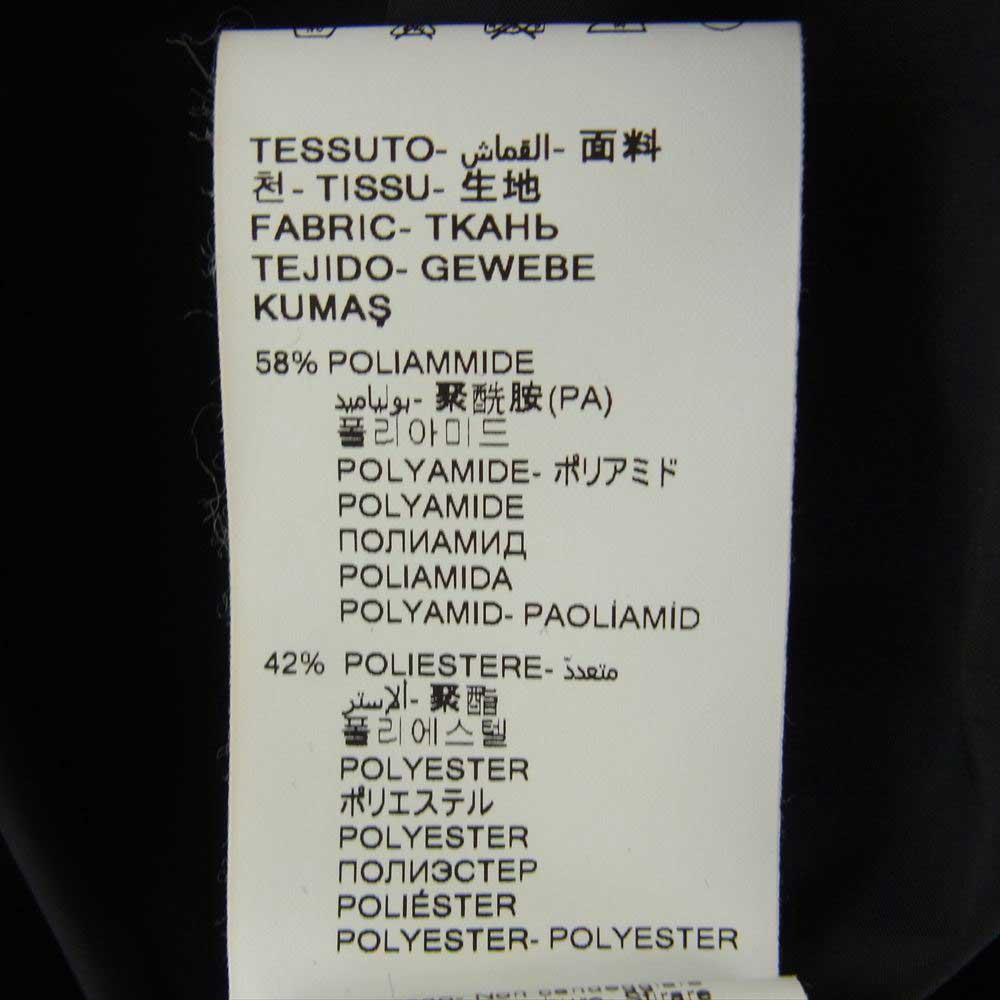 TESSUTO- القماش- 面料
천- TISSU- 生地
FABRIC- ТКАНЬ
TEJIDO- GEWEBE
KUMAŞ
58% POLIAMMIDE
بولياميد- 聚酰胺(PA)
폴리아미드
POLYAMIDE- ポリアミド
POLYAMIDE
ПОЛИАМИД
POLIAMIDA
POLYAMID- PAOLİAMİD
42% POLIESTERE- متعدد
الإستر- 聚酯
폴리에스텔
POLYESTER
ポリエステル
POLYESTER
ПОЛИЭСТЕР
POLIÉSTER
POLYESTER- POLYESTER
Non candeggiare